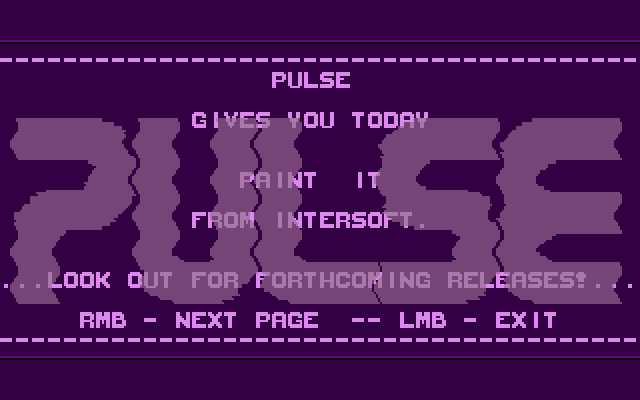 PULSE
GIVES YOU TODAY
PAINT IT
FROM INTERSOFT.
...LOOK OUT FOR FORTHCOMING RELEASES!...
RMB - NEXT PAGE -- LMB - EXIT
PULSE